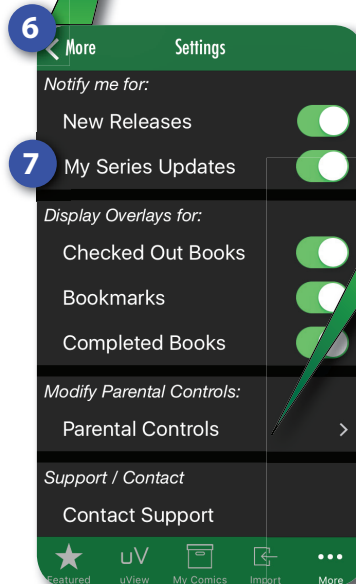 6
More Settings
Notify me for:
New Releases
7 My Series Updates
Display Overlays for:
Checked Out Books
Bookmarks
Completed Books
Modify Parental Controls:
Parental Controls
Support / Contact
Contact Support
Featured uView My Comics Import More